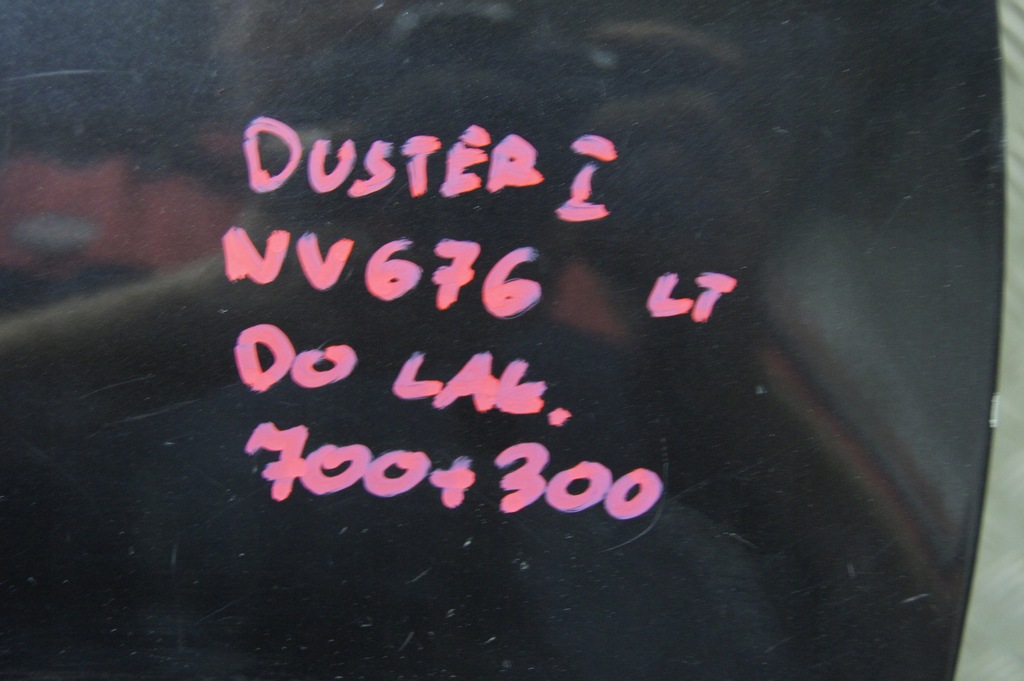 DUSTER I
NV676 LT
DO LAK.
700+300